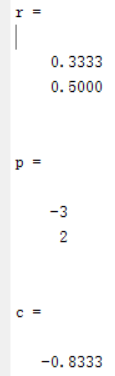 r =
0.3333
0.5000
p =
-3
2
c =
-0.8333